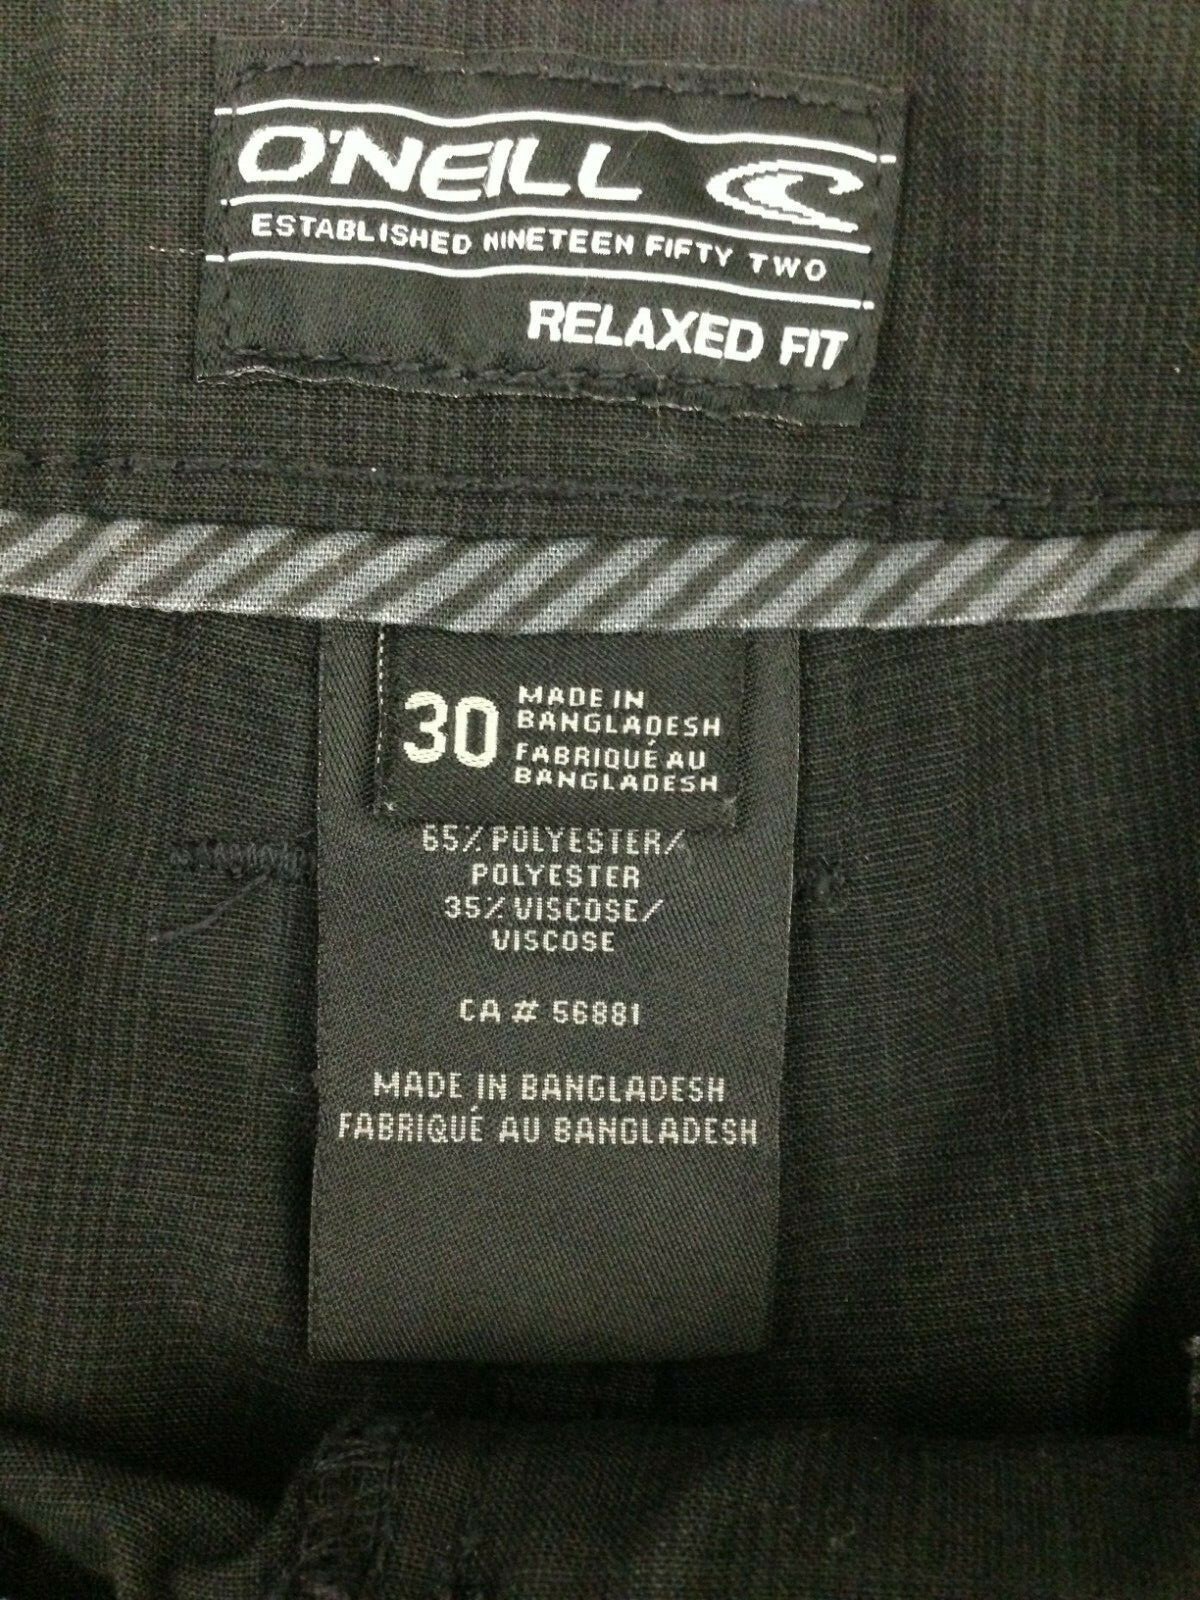 O'NEILL
ESTABLISHED NINETEEN FIFTY TWO
RELAXED FIT
30
MADE IN
BANGLADESH
FABRIQUÉ AU
BANGLADESH
65% POLYESTER/
POLYESTER
35% VISCOSE/
VISCOSE
CA # 56881
MADE IN BANGLADESH
FABRIQUÉ AU BANGLADESH